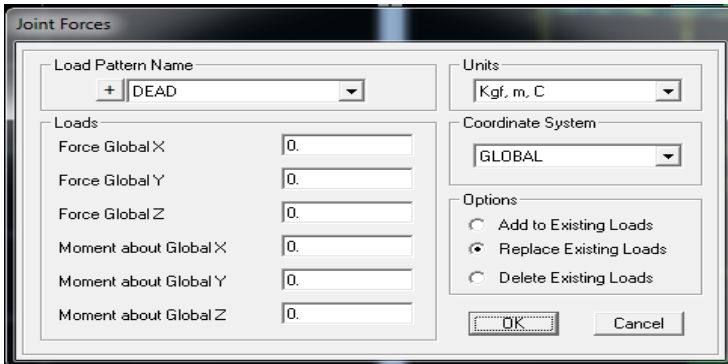 Joint Forces
Load Pattern Name
+ DEAD
Units
Kgf, m, C
Loads
Force Global X 0.
Force Global Y 0.
Force Global Z 0.
Moment about Global X 0.
Moment about Global Y 0.
Moment about Global Z 0.
Coordinate System
GLOBAL
Options
Add to Existing Loads
Replace Existing Loads
Delete Existing Loads
OK Cancel